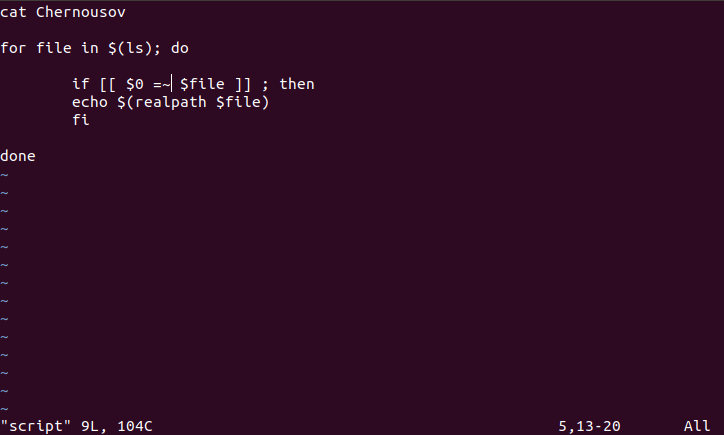 cat Chernousov
for file in $(ls); do
if [[ $0 =~ $file ]] ; then
echo $(realpath $file)
fi
done
~
~
~
~
~
~
~
~
~
~
~
~
~
~
"script" 9L, 104C 5,13-20 All